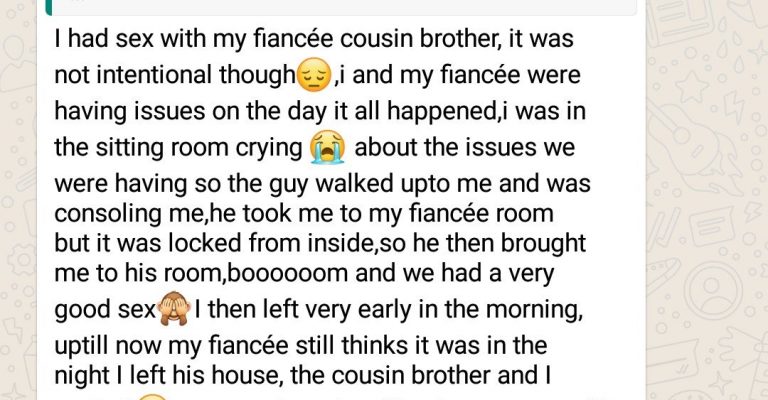 I had sex with my fiancée cousin brother, it was
not intentional though😔,i and my fiancée were
having issues on the day it all happened,i was in
the sitting room crying 😭 about the issues we
were having so the guy walked upto me and was
consoling me,he took me to my fiancée room
but it was locked from inside,so he then brought
me to his room,boooooom and we had a very
good sex🙈I then left very early in the morning,
uptill now my fiancée still thinks it was in the
night I left his house, the cousin brother and I